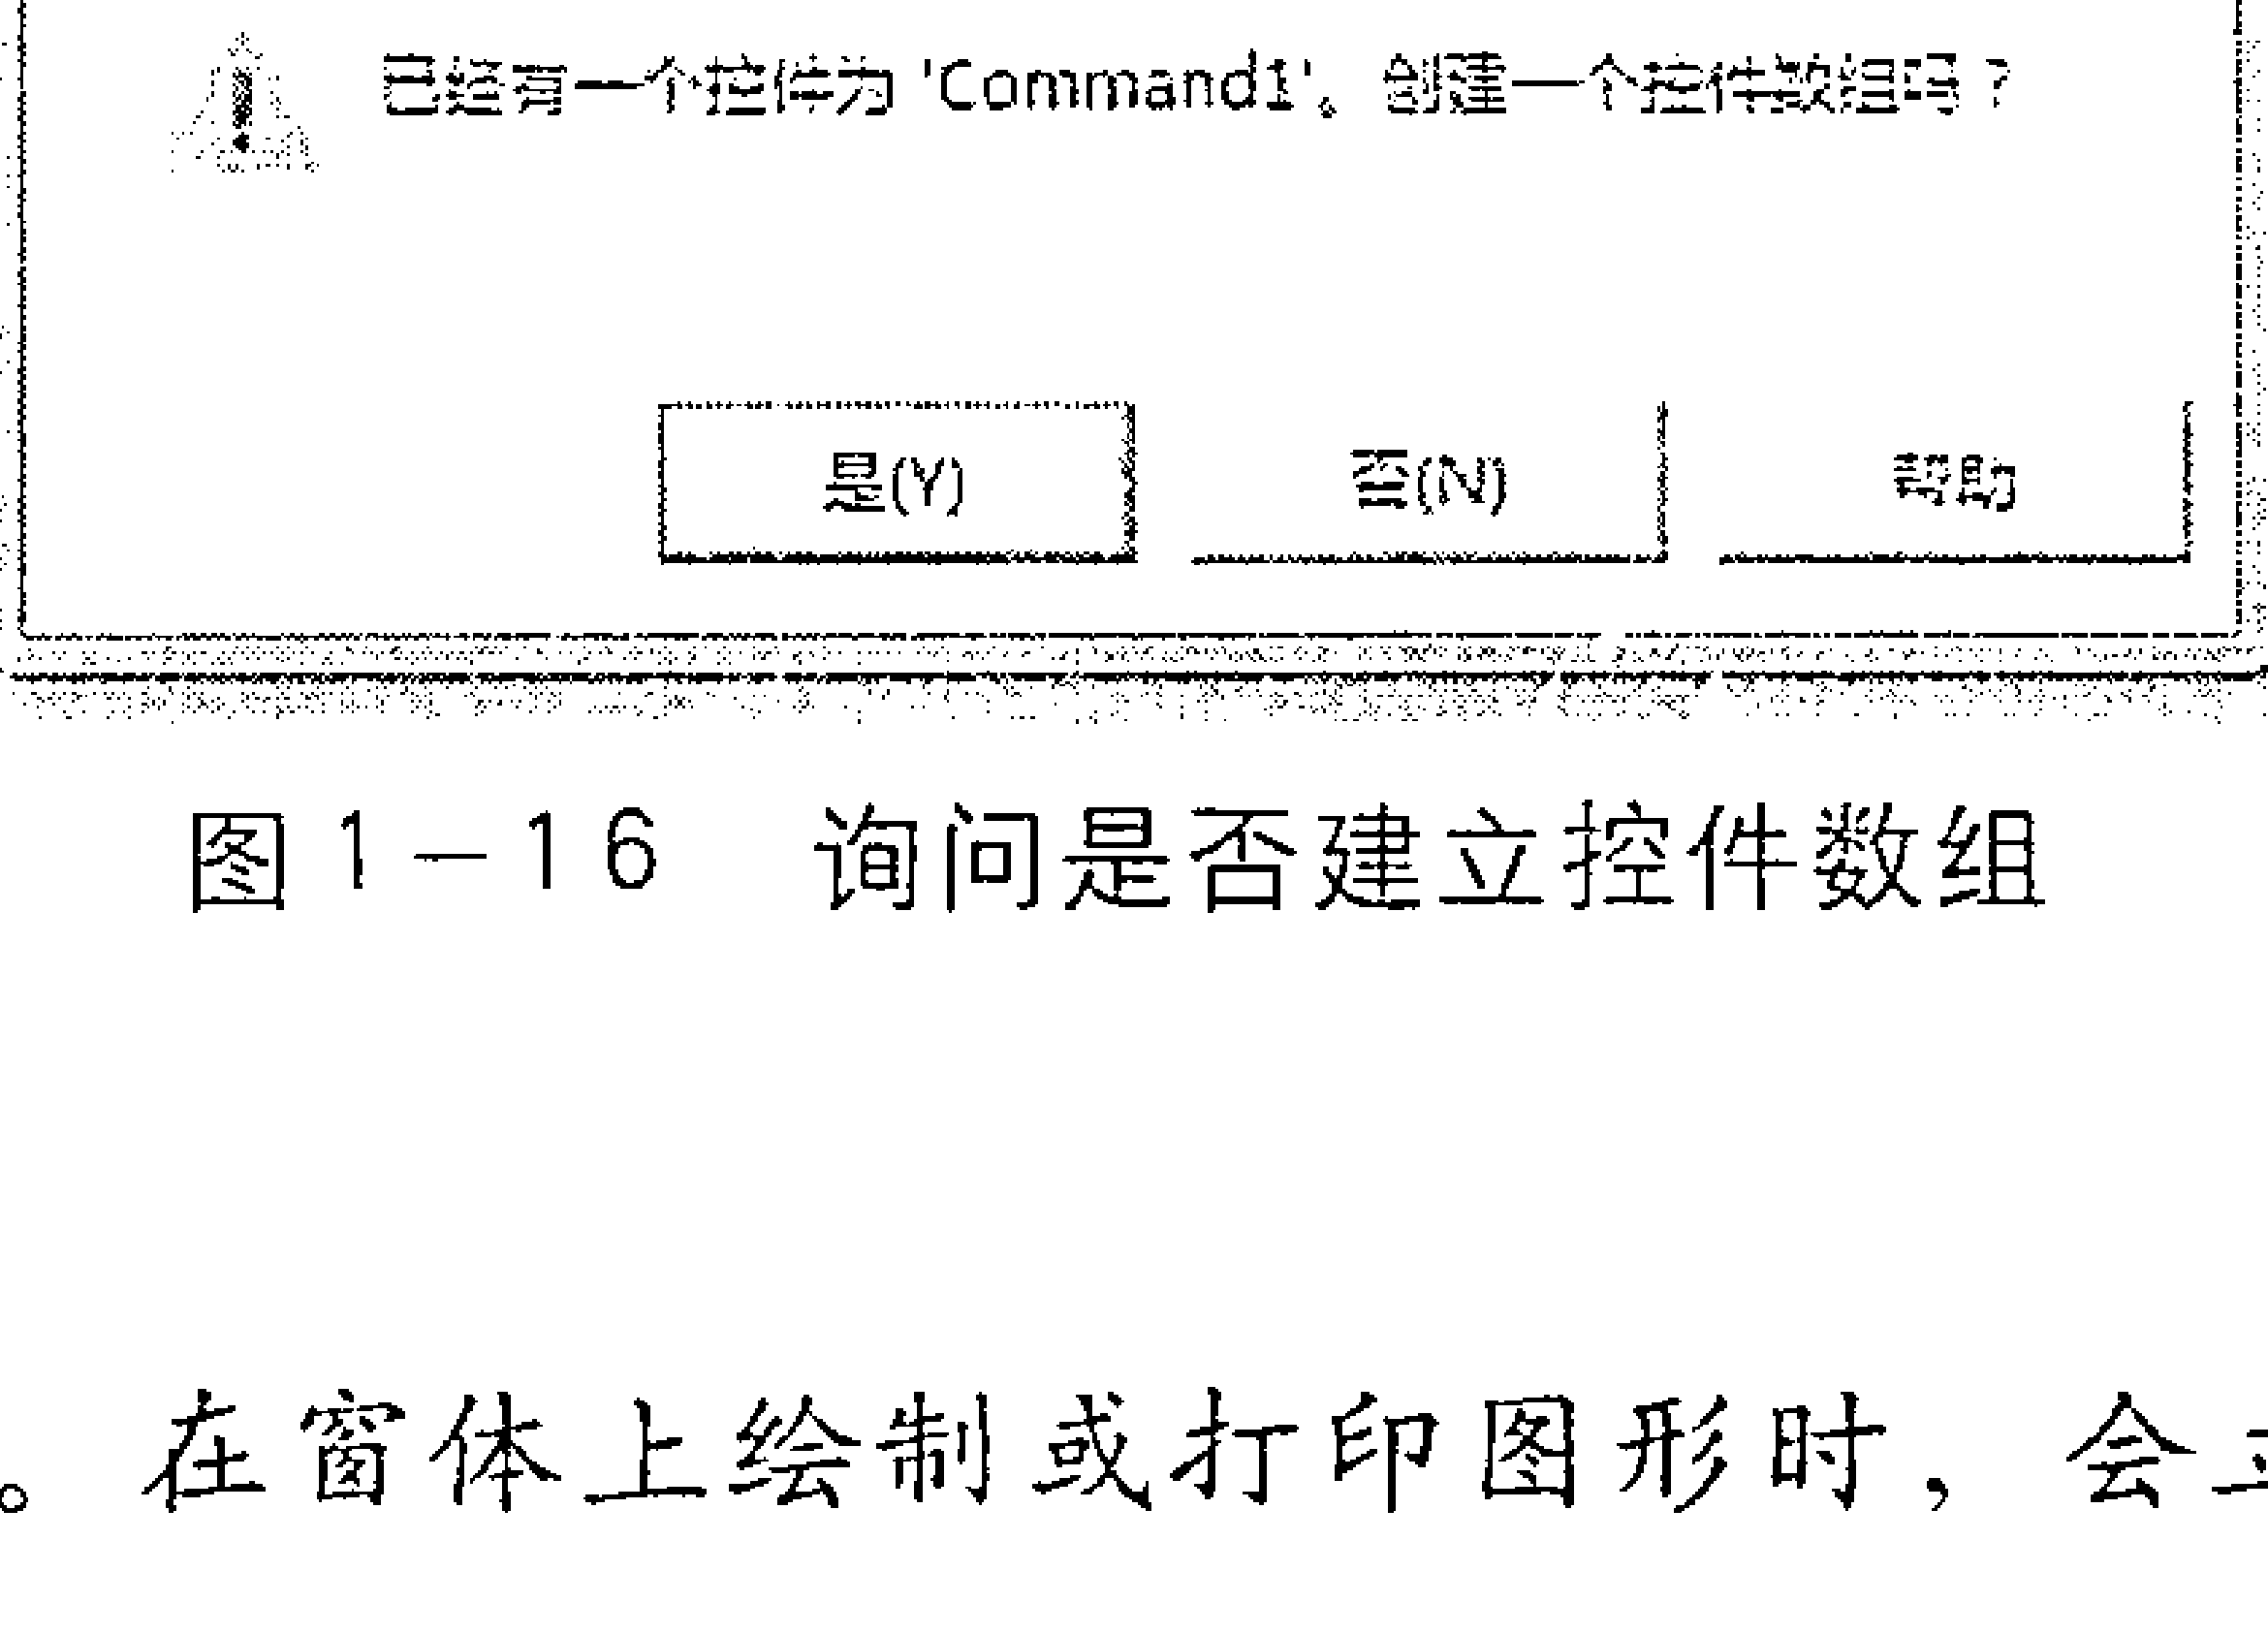 已经有一个控件为 'Command1'。创建一个控件数组吗？
是(Y) 否(N) 帮助
图 1－16 询问是否建立控件数组
。在窗体上绘制或打印图形时，会